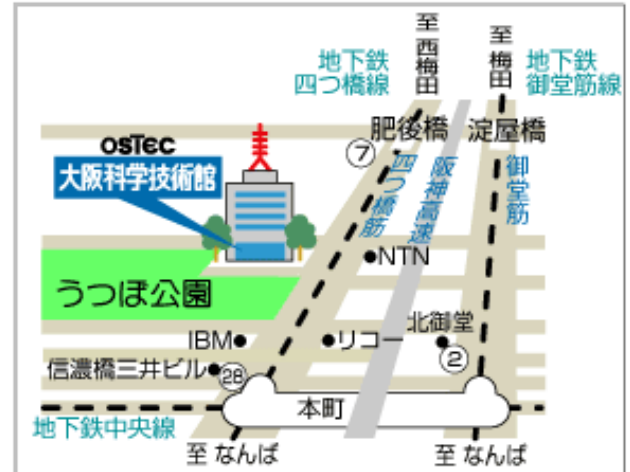 至 西梅田
至 梅田
地下鉄
四つ橋線
地下鉄
御堂筋線
肥後橋
淀屋橋
OSTEC
大阪科学技術館
⑦
四つ橋筋
阪神高速
御堂筋
NTN
うつぼ公園
IBM
リコー
北御堂
②
信濃橋三井ビル
㉘
本町
地下鉄中央線
至 なんば
至 なんば